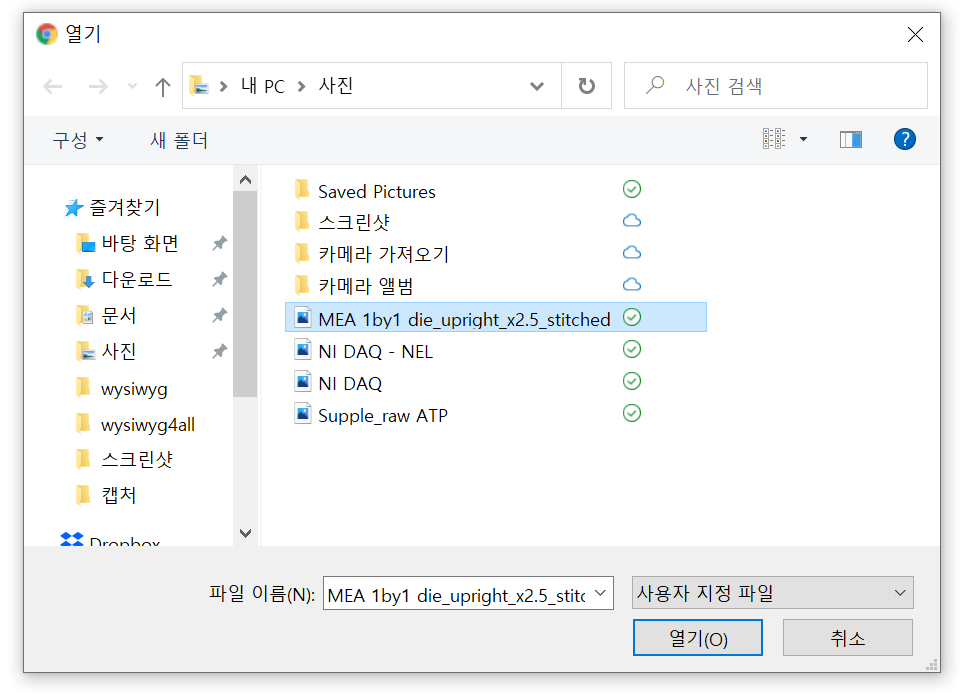 열기
내 PC > 사진
사진 검색
구성
새 폴더
?
즐겨찾기
바탕 화면
다운로드
문서
사진
wysiwyg
wysiwyg4all
스크린샷
캡처
Dropbox
Saved Pictures
스크린샷
카메라 가져오기
카메라 앨범
MEA 1by1 die_upright_x2.5_stitched
NI DAQ - NEL
NI DAQ
Supple_raw ATP
파일 이름(N):
MEA 1by1 die_upright_x2.5_stitc
사용자 지정 파일
열기(O)
취소